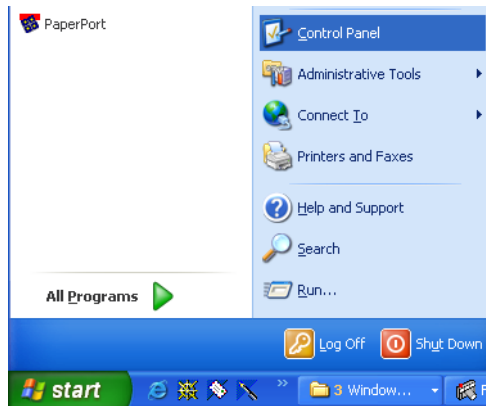 PaperPort
Control Panel
Administrative Tools
Connect To
Printers and Faxes
Help and Support
Search
Run...
All Programs
Log Off
Shut Down
start
3 Window...
F